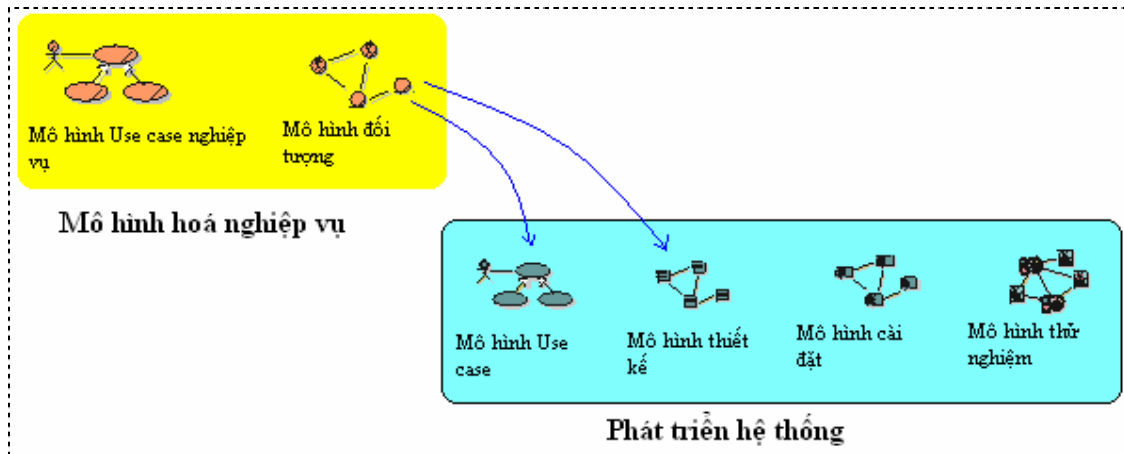 Mô hình Use case nghiệp
vụ
Mô hình đối
tượng
Mô hình hoá nghiệp vụ
Mô hình Use
case
Mô hình thiết
kế
Mô hình cài
đặt
Mô hình thử
nghiệm
Phát triển hệ thống